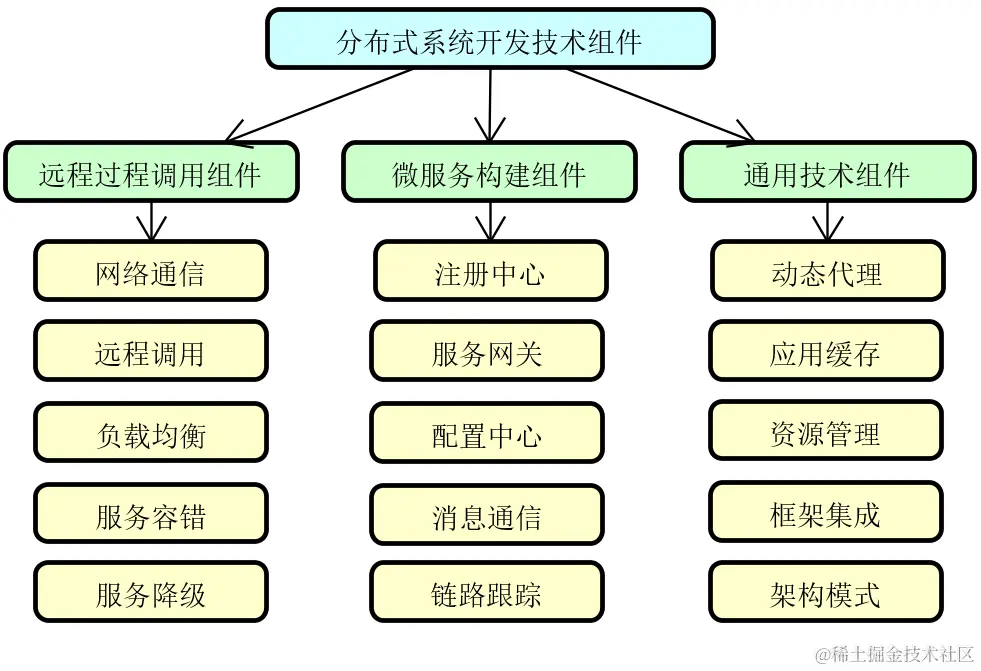 分布式系统开发技术组件
远程过程调用组件
微服务构建组件
通用技术组件
网络通信
注册中心
动态代理
远程调用
服务网关
应用缓存
负载均衡
配置中心
资源管理
服务容错
消息通信
框架集成
服务降级
链路跟踪
架构模式
@稀土掘金技术社区